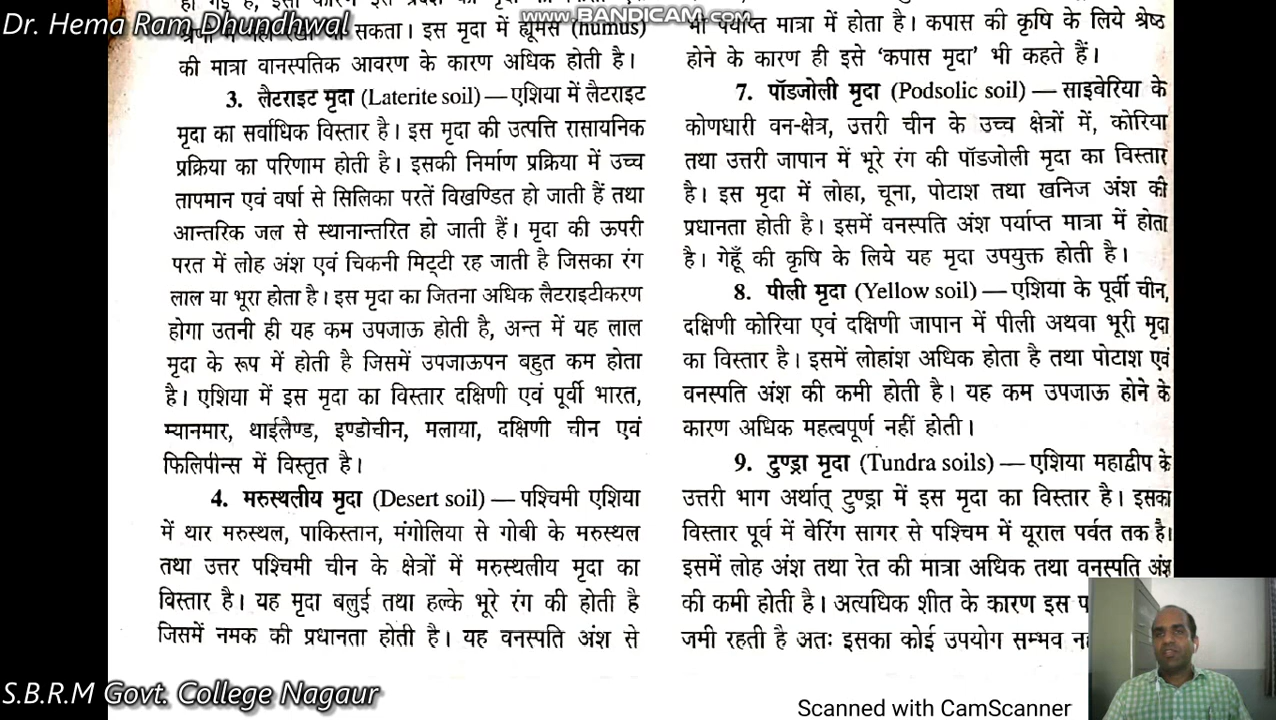 Dr. Hema Ram Dhundhwal
WWW.BANDICAM.COM
सकता। इस मृदा में ह्यूमस (humus)
की मात्रा वानस्पतिक आवरण के कारण अधिक होती है।
3. लैटराइट मृदा (Laterite soil) — एशिया में लैटराइट
मृदा का सर्वाधिक विस्तार है। इस मृदा की उत्पत्ति रासायनिक
प्रक्रिया का परिणाम होती है। इसकी निर्माण प्रक्रिया में उच्च
तापमान एवं वर्षा से सिलिका परतें विखण्डित हो जाती हैं तथा
आन्तरिक जल से स्थानान्तरित हो जाती हैं। मृदा की ऊपरी
परत में लोह अंश एवं चिकनी मिट्टी रह जाती है जिसका रंग
लाल या भूरा होता है। इस मृदा का जितना अधिक लैटराइटीकरण
होगा उतनी ही यह कम उपजाऊ होती है, अन्त में यह लाल
मृदा के रूप में होती है जिसमें उपजाऊपन बहुत कम होता
है। एशिया में इस मृदा का विस्तार दक्षिणी एवं पूर्वी भारत,
म्यानमार, थाईलैण्ड, इण्डोचीन, मलाया, दक्षिणी चीन एवं
फिलिपीन्स में विस्तृत है।
4. मरुस्थलीय मृदा (Desert soil) — पश्चिमी एशिया
में थार मरुस्थल, पाकिस्तान, मंगोलिया से गोबी के मरुस्थल
तथा उत्तर पश्चिमी चीन के क्षेत्रों में मरुस्थलीय मृदा का
विस्तार है। यह मृदा बलुई तथा हल्के भूरे रंग की होती है
जिसमें नमक की प्रधानता होती है। यह वनस्पति अंश से
भी पर्याप्त मात्रा में होता है। कपास की कृषि के लिये श्रेष्ठ
होने के कारण ही इसे ‘कपास मृदा’ भी कहते हैं।
7. पॉडजोली मृदा (Podsolic soil) — साइबेरिया के
कोणधारी वन-क्षेत्र, उत्तरी चीन के उच्च क्षेत्रों में, कोरिया
तथा उत्तरी जापान में भूरे रंग की पॉडजोली मृदा का विस्तार
है। इस मृदा में लोहा, चूना, पोटाश तथा खनिज अंश की
प्रधानता होती है। इसमें वनस्पति अंश पर्याप्त मात्रा में होता
है। गेहूँ की कृषि के लिये यह मृदा उपयुक्त होती है।
8. पीली मृदा (Yellow soil) — एशिया के पूर्वी चीन,
दक्षिणी कोरिया एवं दक्षिणी जापान में पीली अथवा भूरी मृदा
का विस्तार है। इसमें लोहांश अधिक होता है तथा पोटाश एवं
वनस्पति अंश की कमी होती है। यह कम उपजाऊ होने के
कारण अधिक महत्वपूर्ण नहीं होती।
9. टुण्ड्रा मृदा (Tundra soils) — एशिया महाद्वीप के
उत्तरी भाग अर्थात् टुण्ड्रा में इस मृदा का विस्तार है। इसका
विस्तार पूर्व में बेरिंग सागर से पश्चिम में यूराल पर्वत तक है।
इसमें लोह अंश तथा रेत की मात्रा अधिक तथा वनस्पति अंश
की कमी होती है। अत्यधिक शीत के कारण इस
जमी रहती है अतः इसका कोई उपयोग सम्भव
S.B.R.M Govt. College Nagaur
Scanned with CamScanner